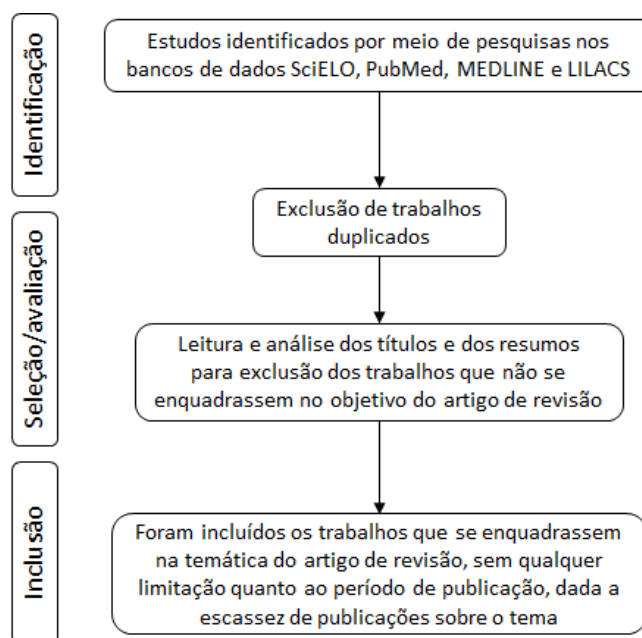 Identificação
Estudos identificados por meio de pesquisas nos
bancos de dados SciELO, PubMed, MEDLINE e LILACS
Seleção/avaliação
Exclusão de trabalhos
duplicados
Leitura e análise dos títulos e dos resumos
para exclusão dos trabalhos que não se
enquadrassem no objetivo do artigo de revisão
Inclusão
Foram incluídos os trabalhos que se enquadrassem
na temática do artigo de revisão, sem qualquer
limitação quanto ao período de publicação, dada a
escassez de publicações sobre o tema